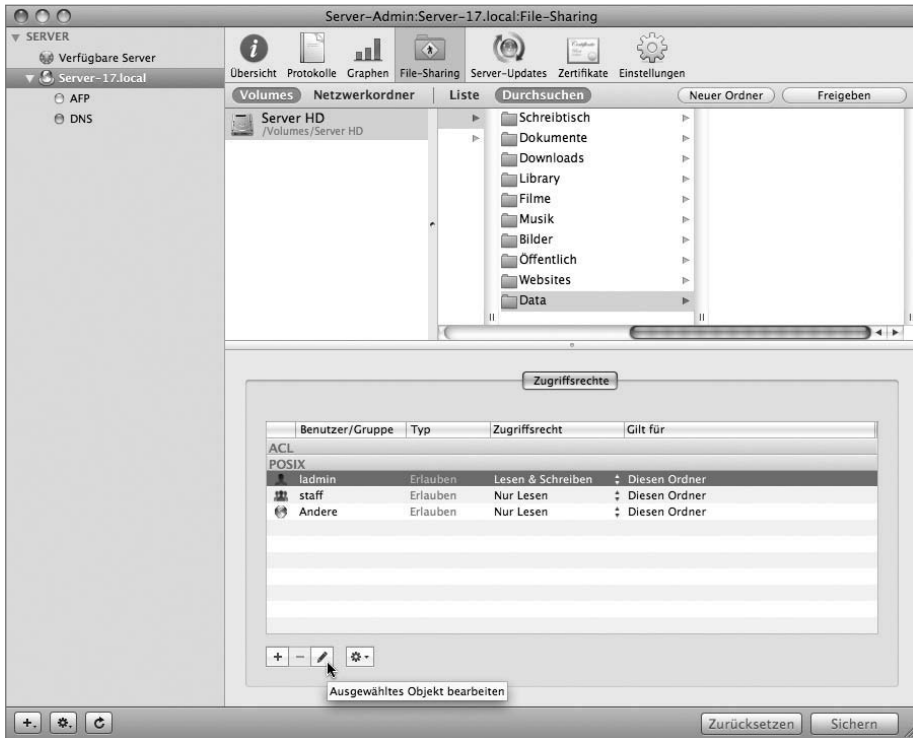 Server-Admin:Server-17.local:File-Sharing
SERVER
Verfügbare Server
Server-17.local
AFP
DNS
Übersicht Protokolle Graphen File-Sharing Server-Updates Zertifikate Einstellungen
Volumes Netzwerkordner Liste Durchsuchen Neuer Ordner Freigeben
Server HD
/Volumes/Server HD
Schreibtisch
Dokumente
Downloads
Library
Filme
Musik
Bilder
Öffentlich
Websites
Data
Zugriffsrechte
Benutzer/Gruppe Typ Zugriffsrecht Gilt für
ACL
POSIX
ladmin Erlauben Lesen & Schreiben Diesen Ordner
staff Erlauben Nur Lesen Diesen Ordner
Andere Erlauben Nur Lesen Diesen Ordner
Ausgewähltes Objekt bearbeiten
Zurücksetzen Sichern